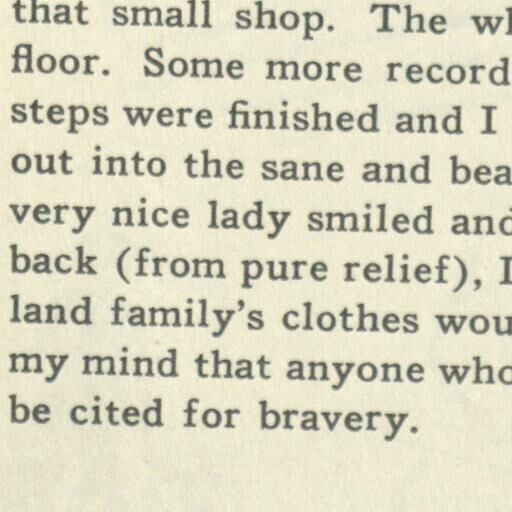 that small shop. The wh
floor. Some more record
steps were finished and I
out into the sane and bea
very nice lady smiled and
back (from pure relief), I
land family's clothes wou
my mind that anyone who
be cited for bravery.